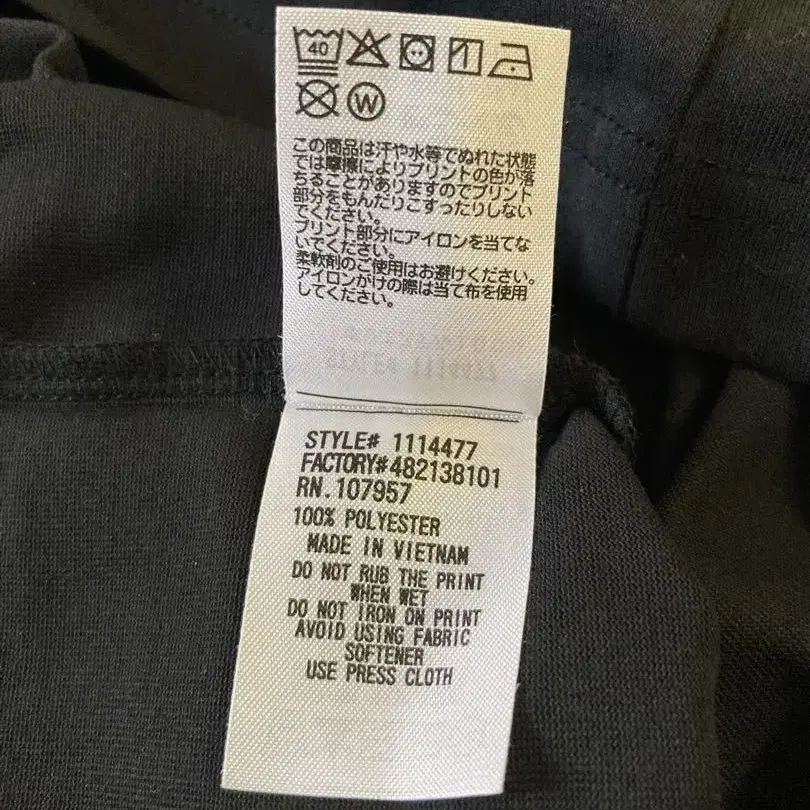 40
W
この商品は汗や水等でぬれた状態
では摩擦によりプリントの色が落
ちることがありますのでプリント
部分をもんだりこすったりしない
でください。
プリント部分にアイロンを当てな
いでください。
柔軟剤のご使用はお避けください。
アイロンがけの際は当て布を使用
してください。
STYLE# 1114477
FACTORY#482138101
RN.107957
100% POLYESTER
MADE IN VIETNAM
DO NOT RUB THE PRINT
WHEN WET
DO NOT IRON ON PRINT
AVOID USING FABRIC
SOFTENER
USE PRESS CLOTH